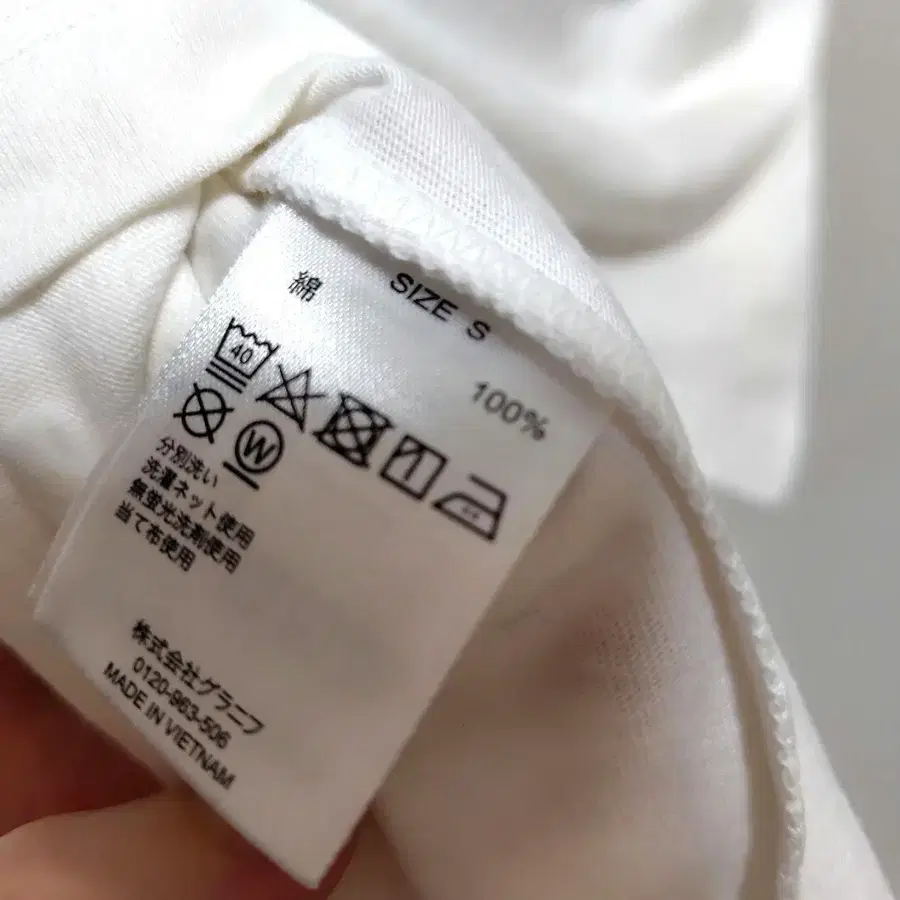 SIZE S
綿 100%
40
W
分別洗い
洗濯ネット使用
無蛍光洗剤使用
当て布使用
株式会社グラニフ
0120-963-506
MADE IN VIETNAM